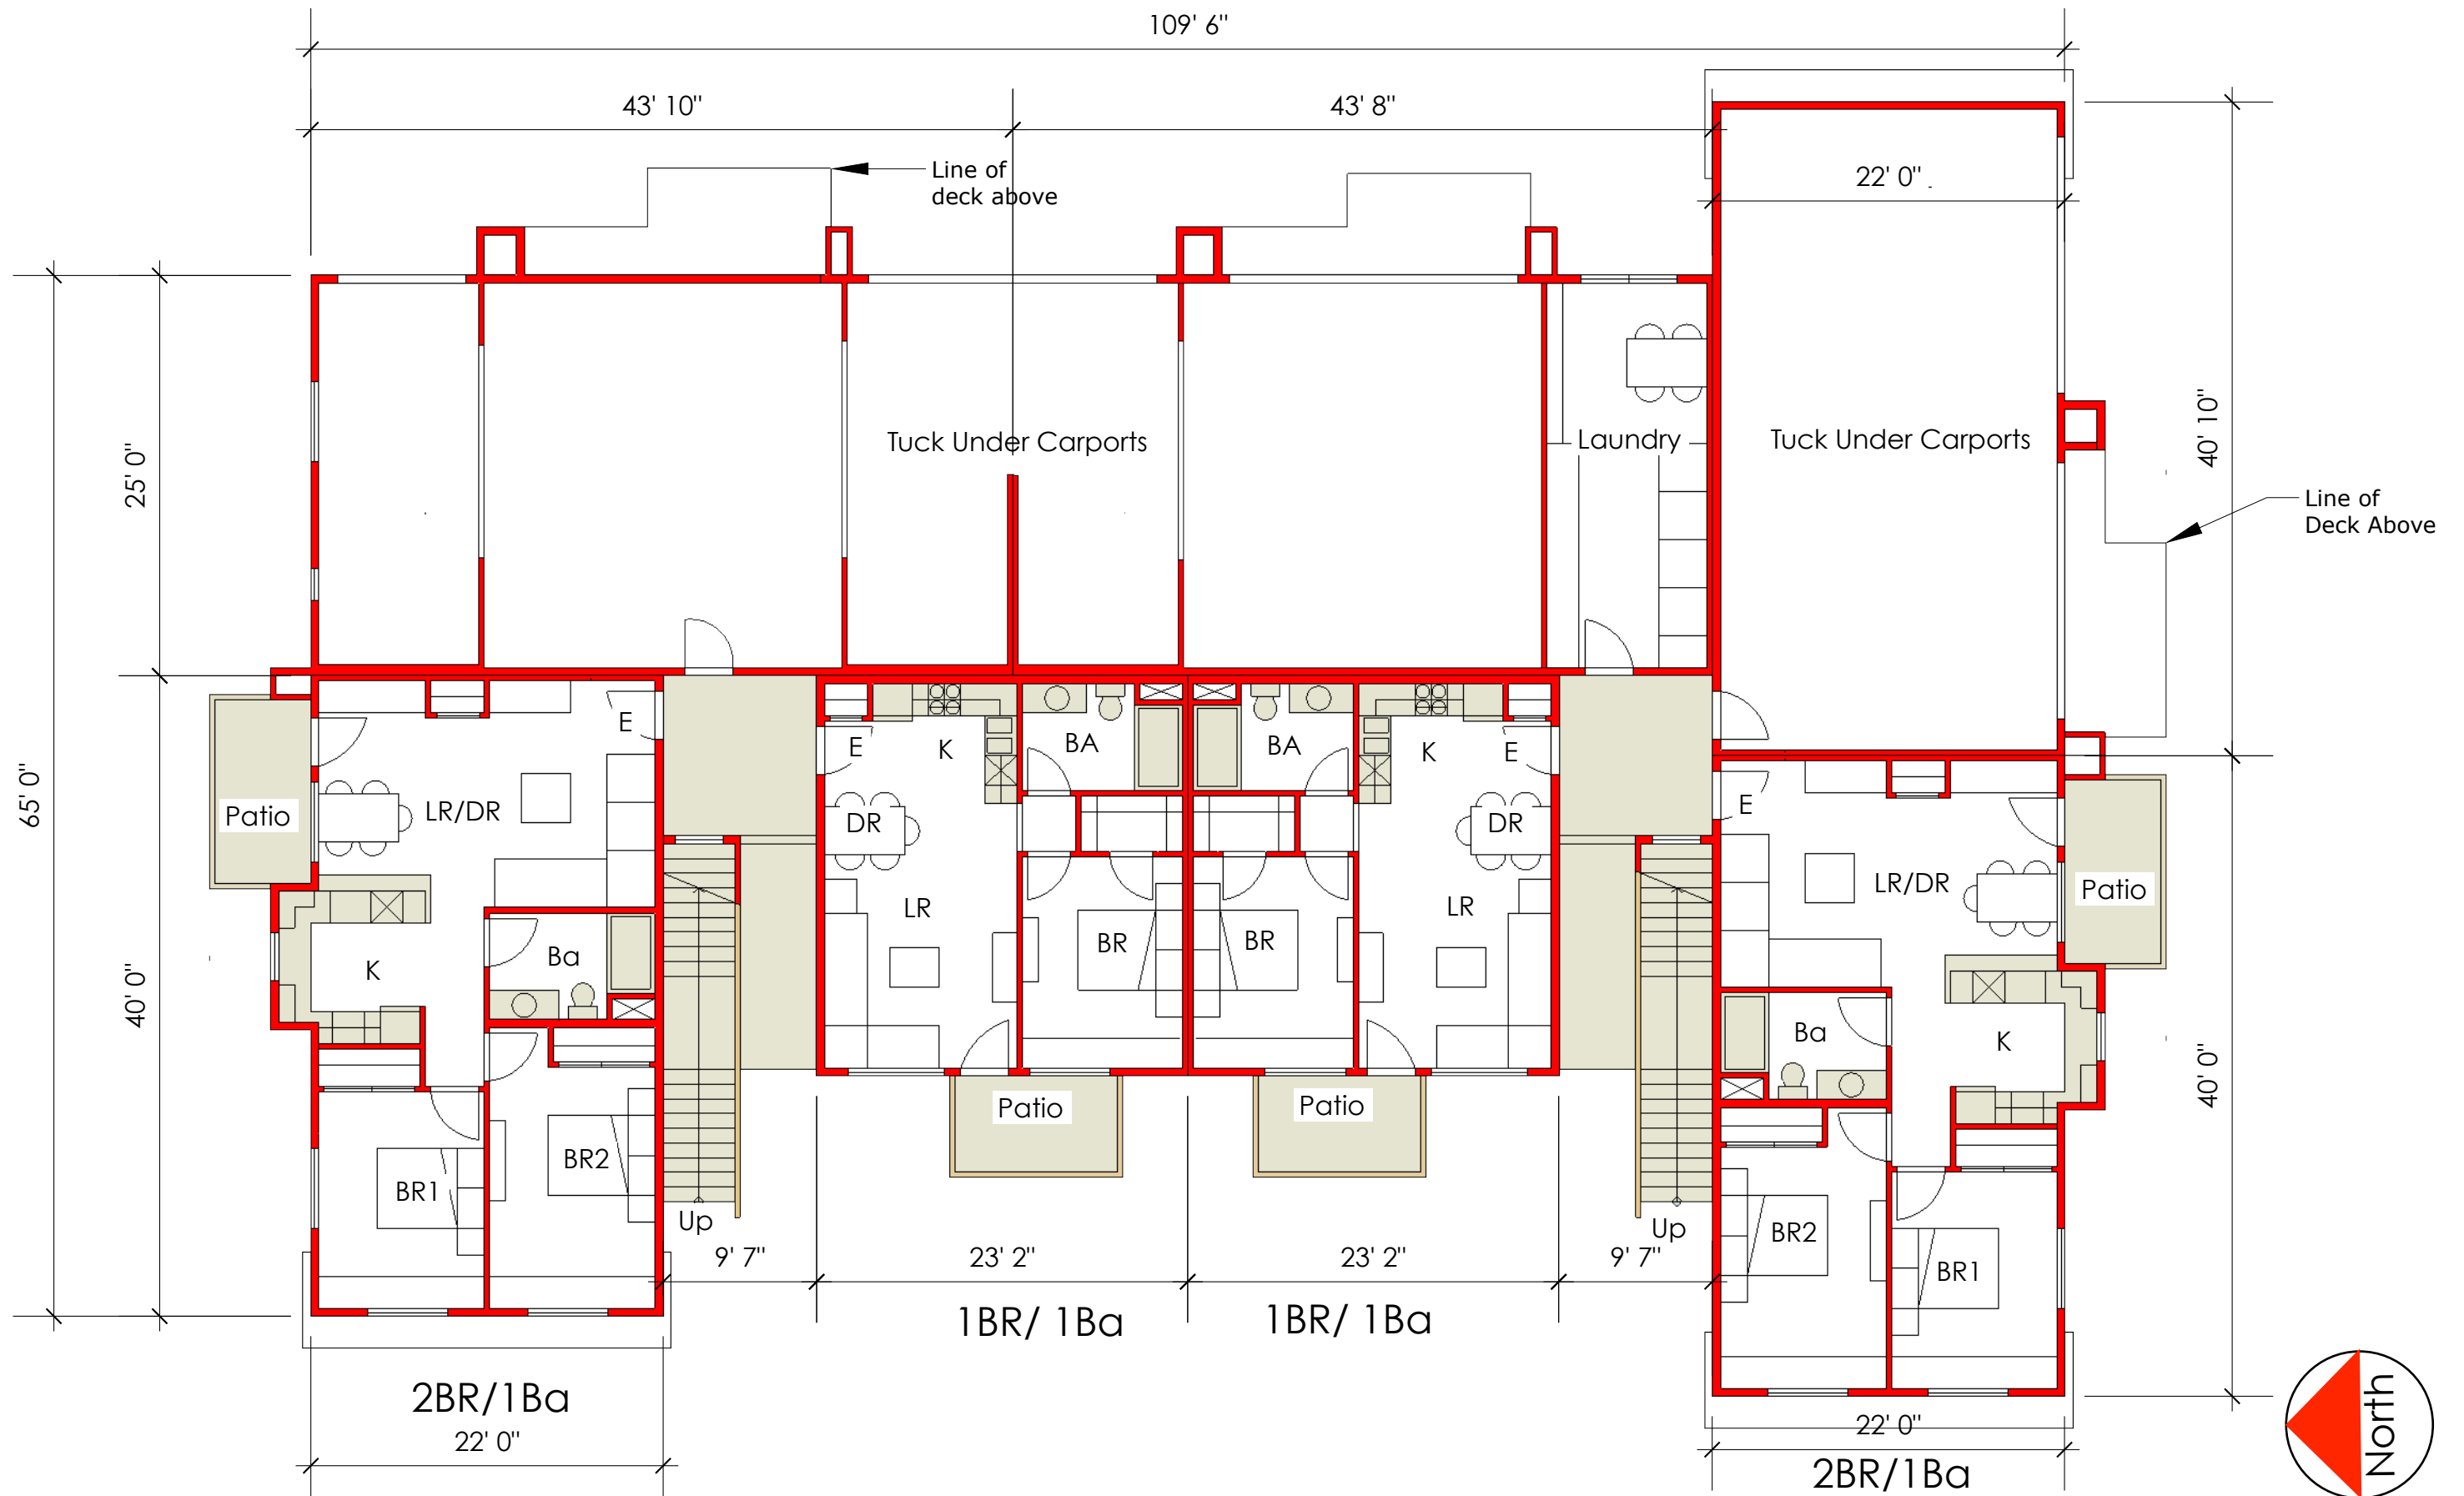 109' 6"
43' 10"
43' 8"
Line of
deck above
22' 0"
25' 0"
40' 10"
Tuck Under Carports
Laundry
Tuck Under Carports
Line of
Deck Above
65' 0"
40' 0"
40' 0"
E
E
K
BA
BA
K
E
E
Patio
LR/DR
DR
DR
LR/DR
Patio
LR
LR
K
Ba
BR
BR
Ba
K
BR1
BR2
Patio
Patio
BR2
BR1
Up
Up
9' 7"
23' 2"
23' 2"
9' 7"
1BR/ 1Ba
1BR/ 1Ba
2BR/1Ba
22' 0"
22' 0"
2BR/1Ba
North